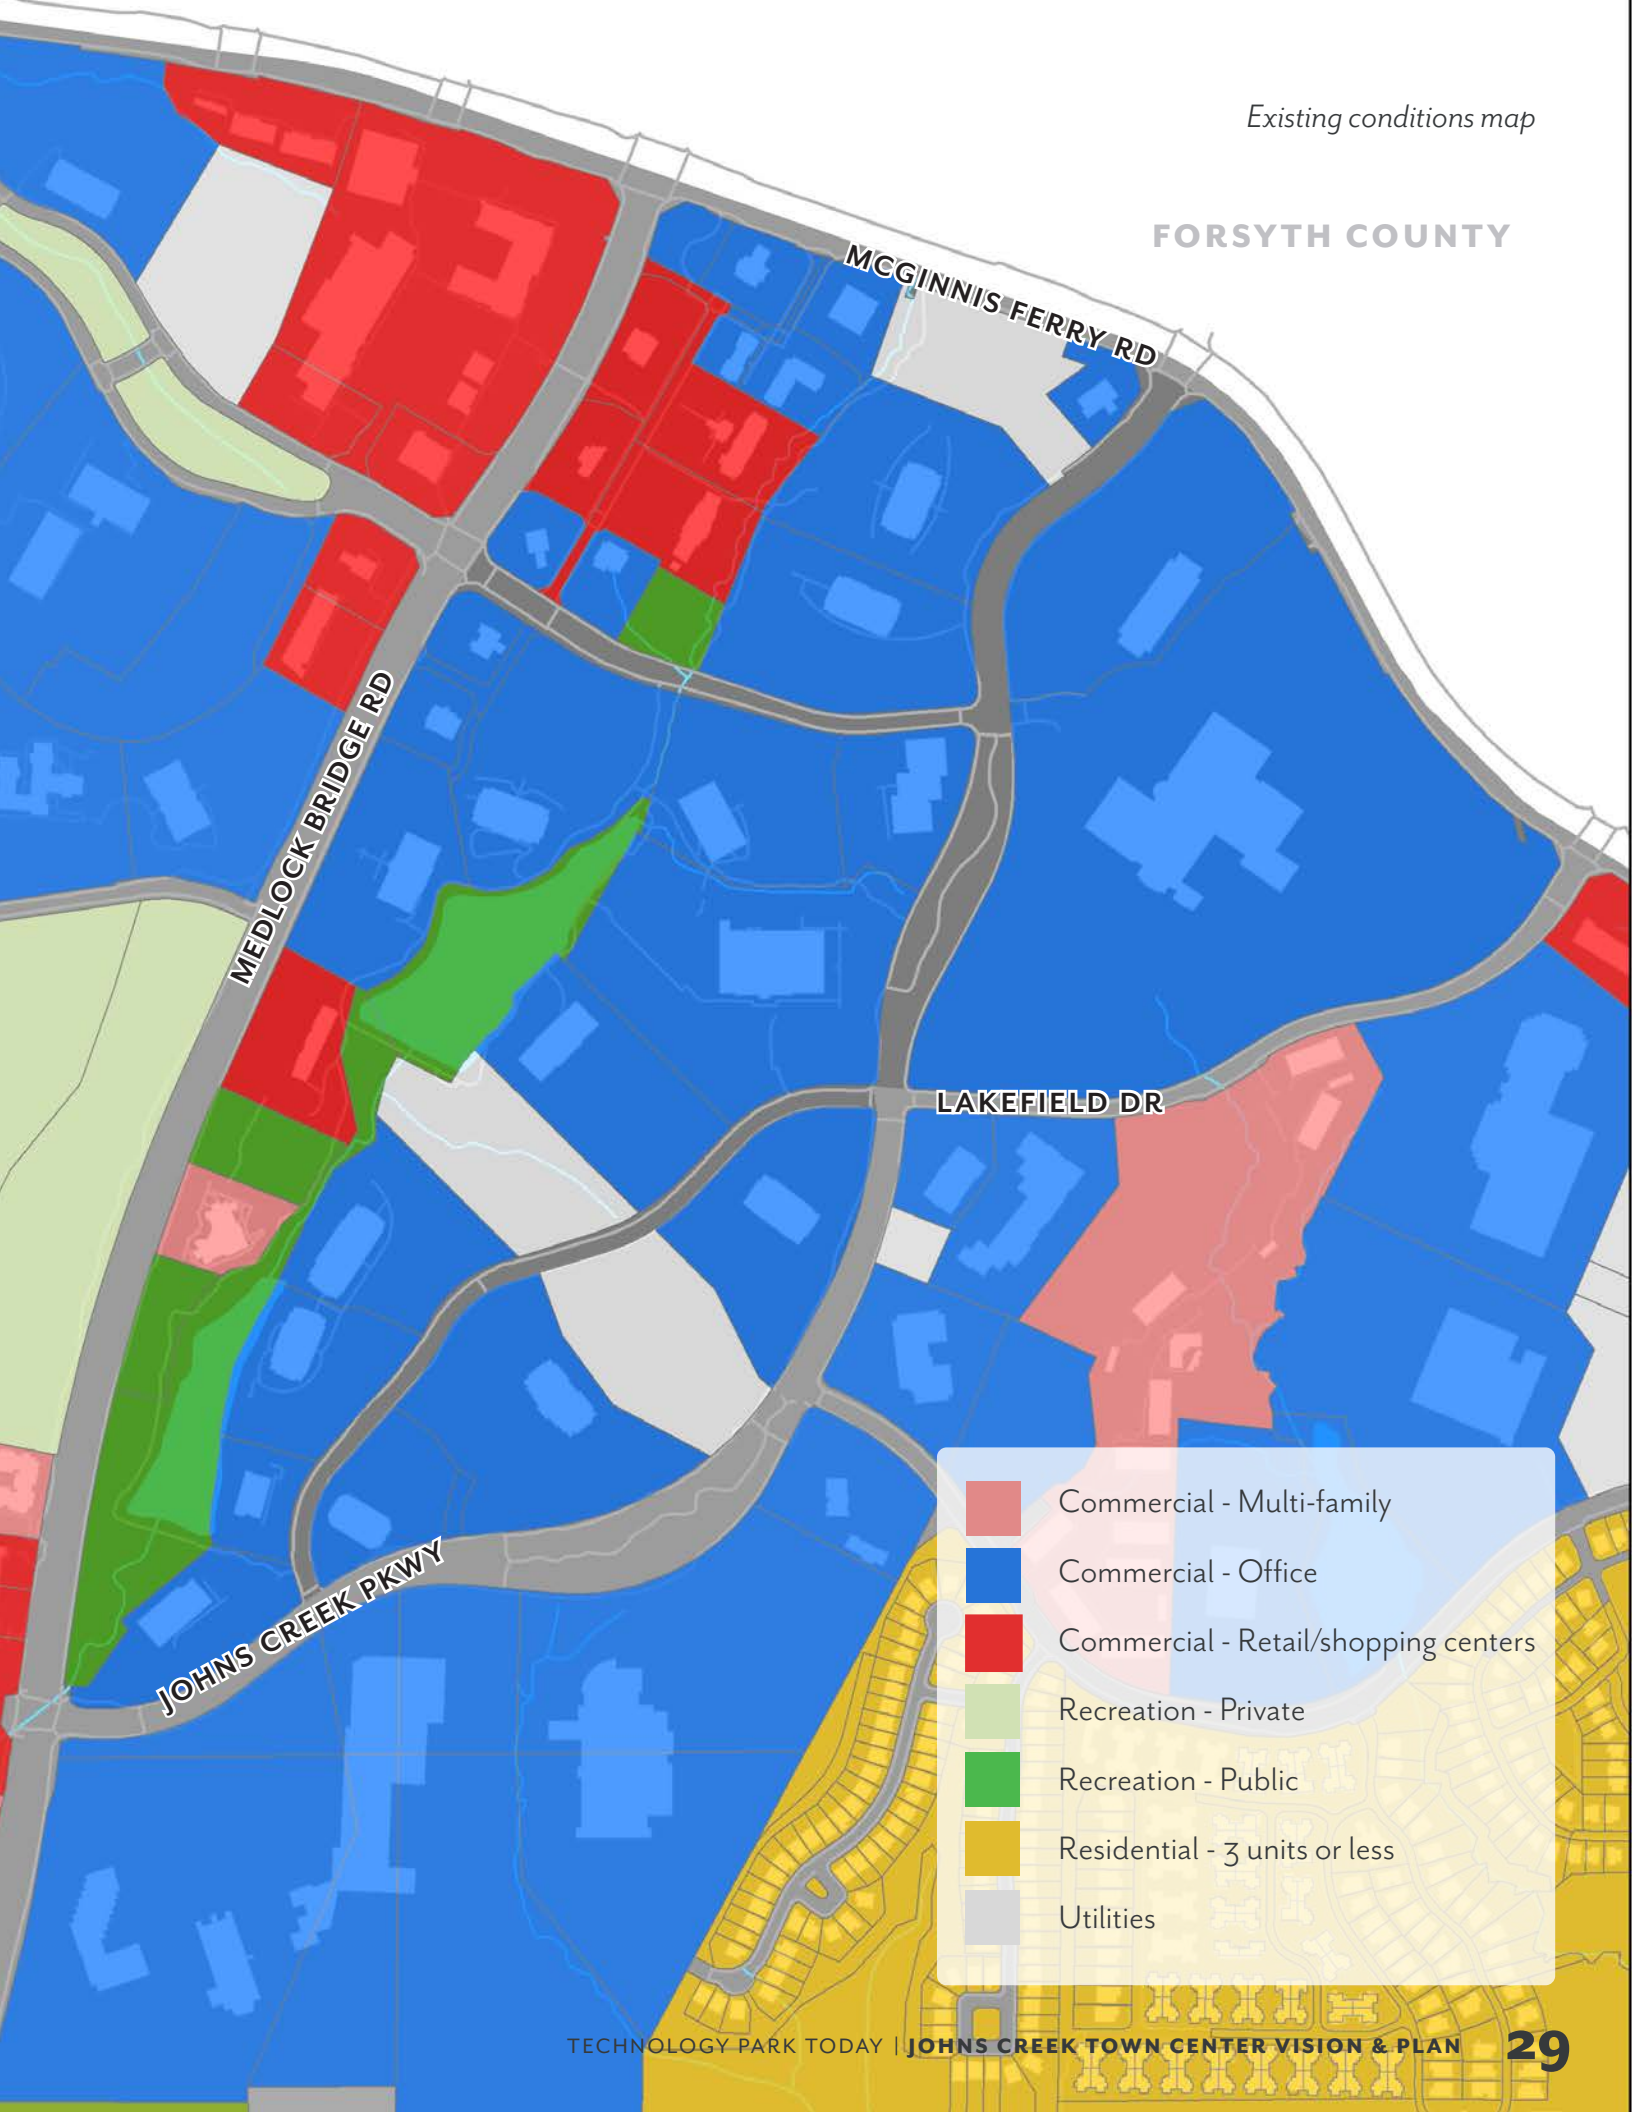 Existing conditions map
FORSYTH COUNTY
MCGINNIS FERRY RD
MEDLOCK BRIDGE RD
LAKEFIELD DR
JOHNS CREEK PKWY
Commercial - Multi-family
Commercial - Office
Commercial - Retail/shopping centers
Recreation - Private
Recreation - Public
Residential - 3 units or less
Utilities
TECHNOLOGY PARK TODAY | JOHNS CREEK TOWN CENTER VISION & PLAN 29